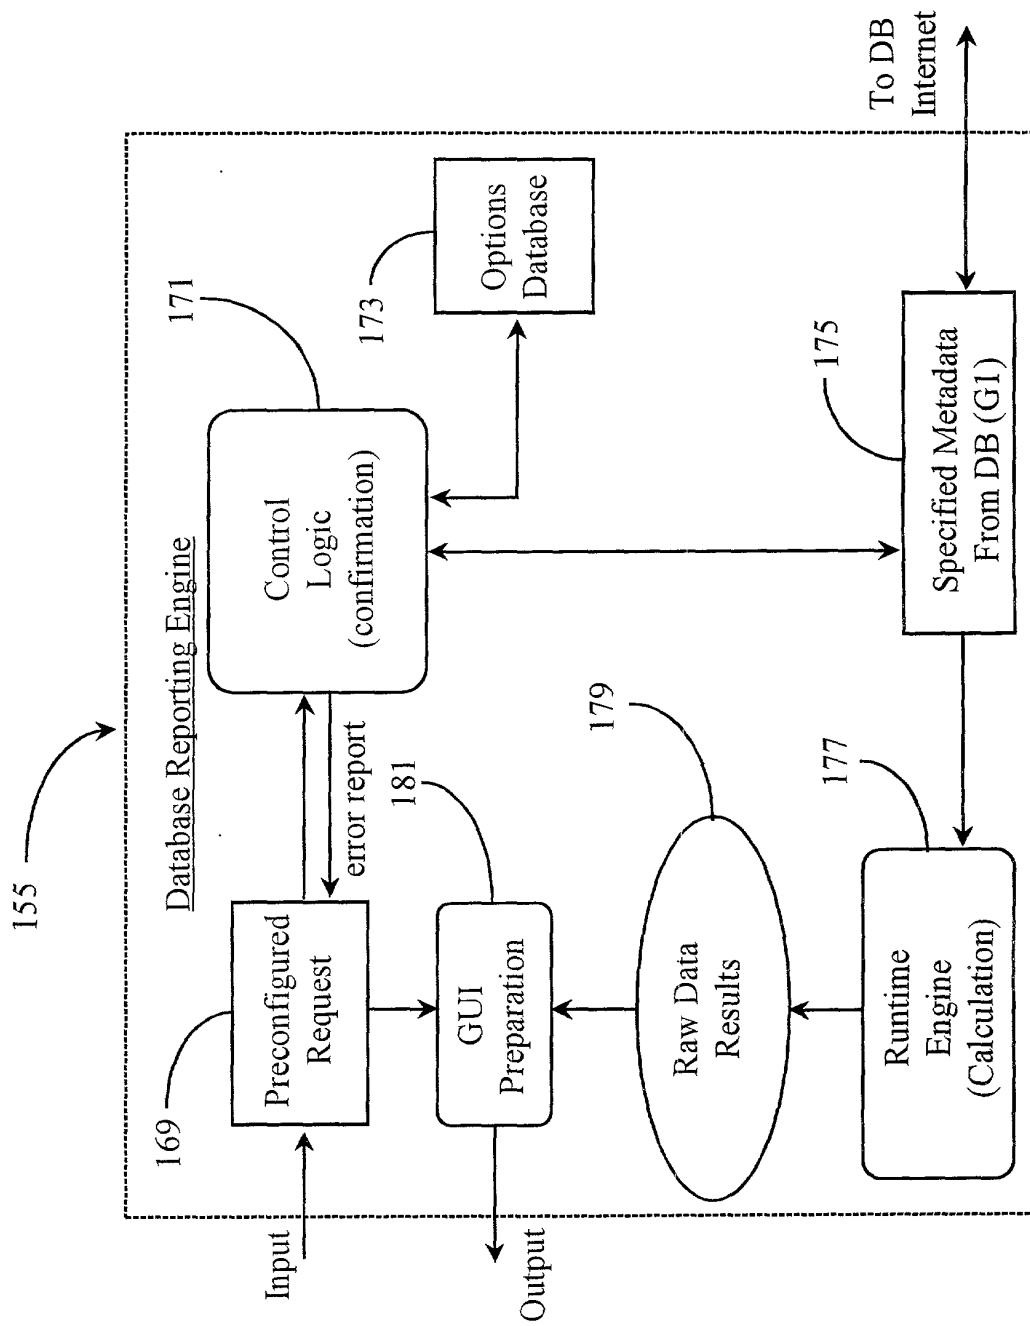 155
Database Reporting Engine
Input
169
Preconfigured
Request
error report
171
Control
Logic
(confirmation)
173
Options
Database
Output
181
GUI
Preparation
179
Raw Data
Results
177
Runtime
Engine
(Calculation)
175
Specified Metadata
From DB (G1)
To DB
Internet